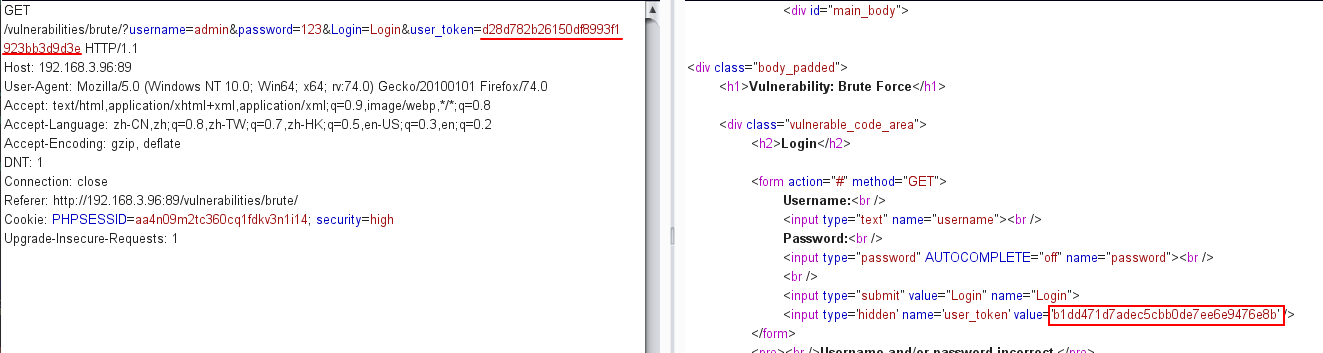 GET
/vulnerabilities/brute/?username=admin&password=123&Login=Login&user_token=d28d782b26150df8993f1
923bb3d9d3e HTTP/1.1
Host: 192.168.3.96:89
User-Agent: Mozilla/5.0 (Windows NT 10.0; Win64; x64; rv:74.0) Gecko/20100101 Firefox/74.0
Accept: text/html,application/xhtml+xml,application/xml;q=0.9,image/webp,*/*;q=0.8
Accept-Language: zh-CN,zh;q=0.8,zh-TW;q=0.7,zh-HK;q=0.5,en-US;q=0.3,en;q=0.2
Accept-Encoding: gzip, deflate
DNT: 1
Connection: close
Referer: http://192.168.3.96:89/vulnerabilities/brute/
Cookie: PHPSESSID=aa4n09m2tc360cq1fdkv3n1i14; security=high
Upgrade-Insecure-Requests: 1
<div id="main_body">
<div class="body_padded">
<h1>Vulnerability: Brute Force</h1>
<div class="vulnerable_code_area">
<h2>Login</h2>
<form action="#" method="GET">
Username:<br />
<input type="text" name="username"><br />
Password:<br />
<input type="password" AUTOCOMPLETE="off" name="password"><br />
<br />
<input type="submit" value="Login" name="Login">
<input type='hidden' name='user_token' value='b1dd471d7adec5cbb0de7ee6e9476e8b' />
</form>
<pre><br />Username and/or password incorrect.</pre>